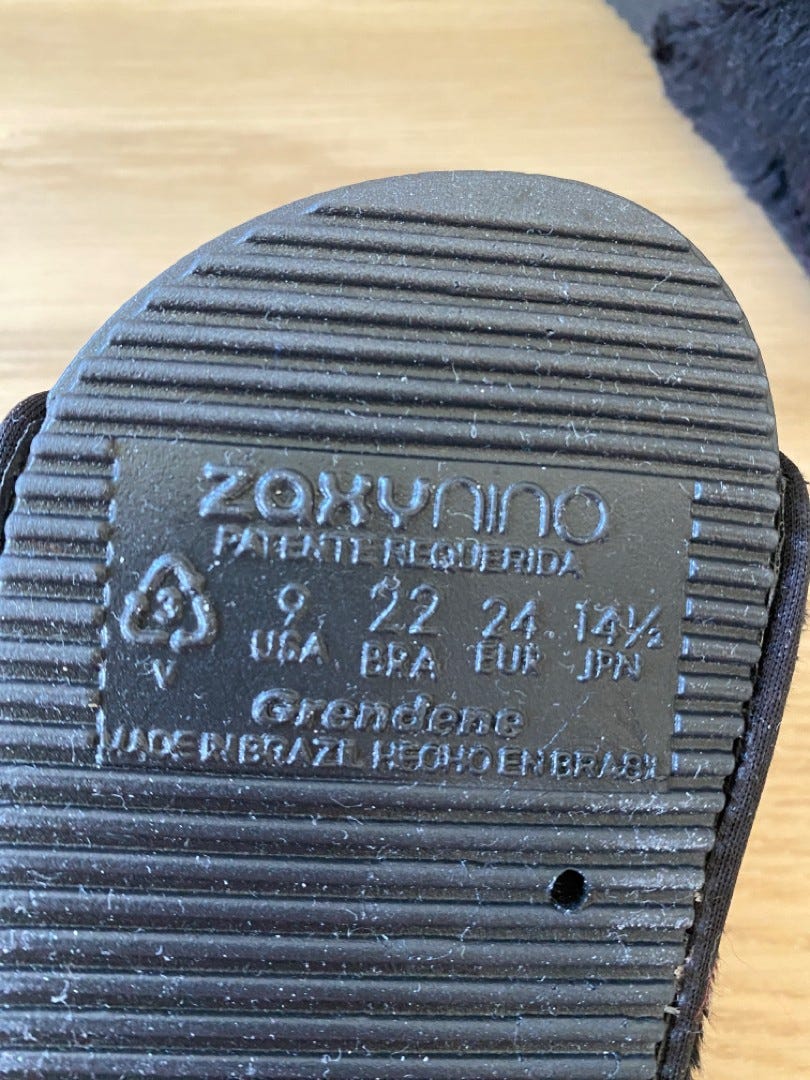 zaxyNINO
PATENTE REQUERIDA
3 9 22 24 14½
V USA BRA EUR JPN
Grendene
MADE IN BRAZIL HECHO EN BRASIL